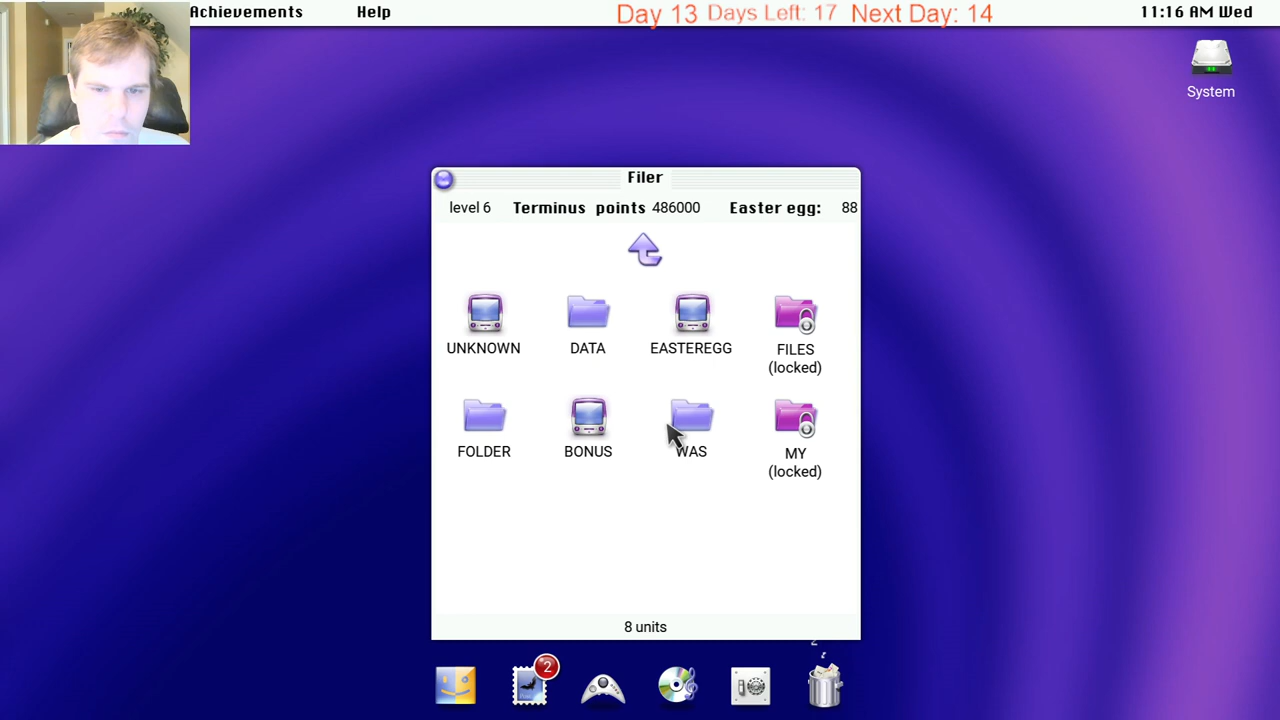 Achievements Help Day 13 Days Left: 17 Next Day: 14 11:16 AM Wed
System
Filer
level 6 Terminus points 486000 Easter egg: 88
UNKNOWN DATA EASTEREGG FILES
(locked)
FOLDER BONUS WAS MY
(locked)
8 units
2